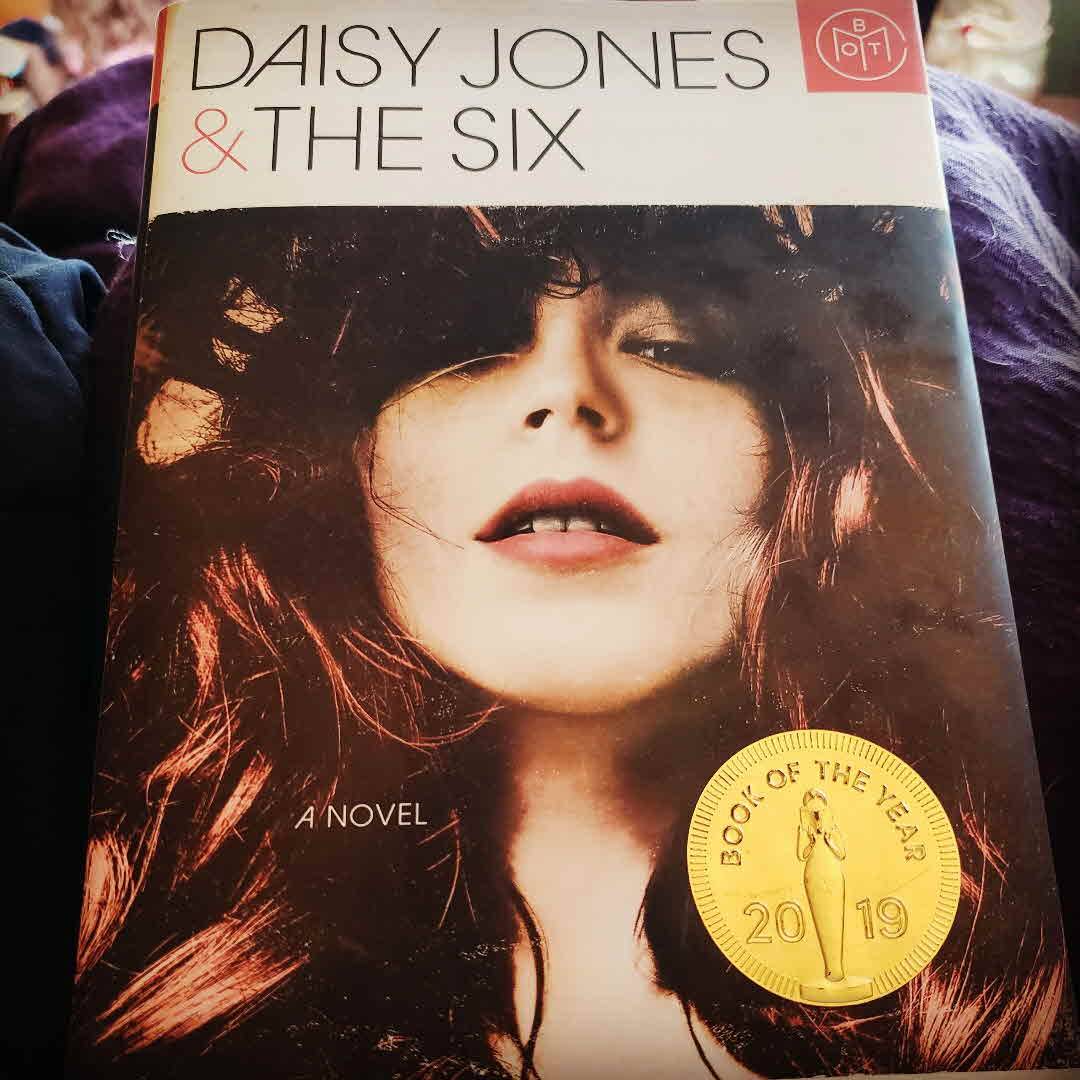 DAISY JONES
& THE SIX
BOTM
A NOVEL
BOOK OF THE YEAR
2019